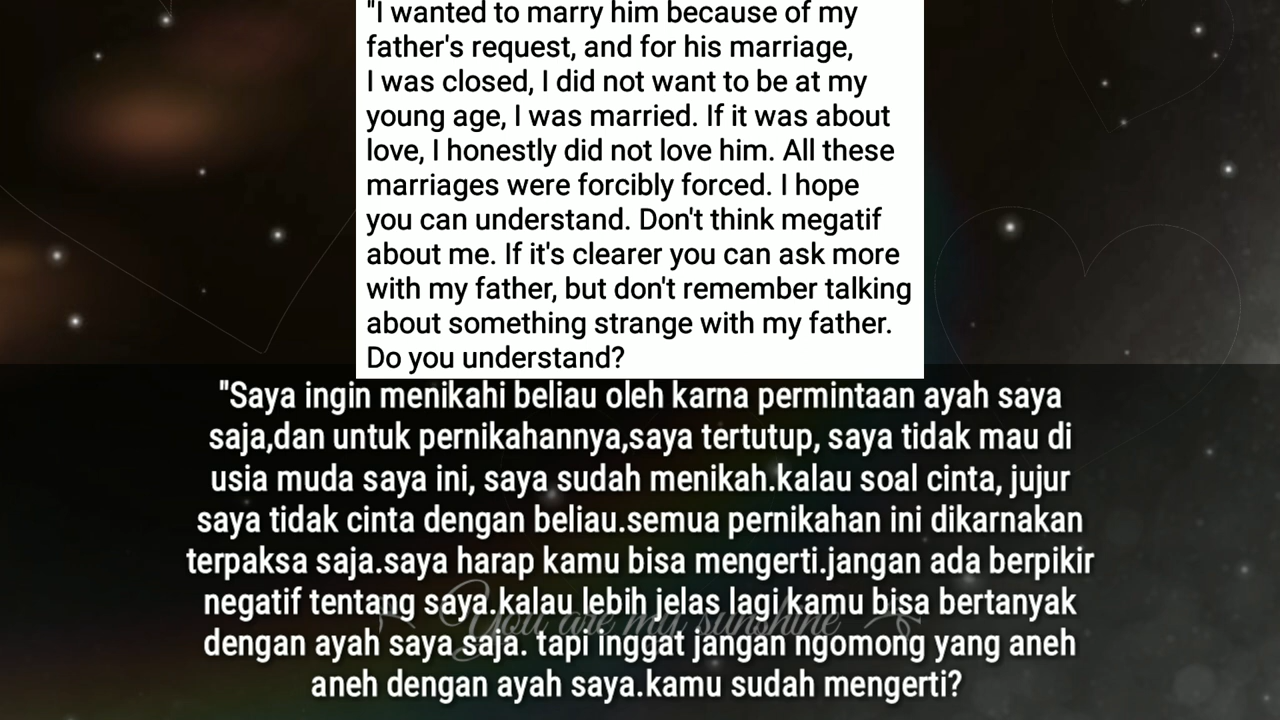 "I wanted to marry him because of my
father's request, and for his marriage,
I was closed, I did not want to be at my
young age, I was married. If it was about
love, I honestly did not love him. All these
marriages were forcibly forced. I hope
you can understand. Don't think megatif
about me. If it's clearer you can ask more
with my father, but don't remember talking
about something strange with my father.
Do you understand?
"Saya ingin menikahi beliau oleh karna permintaan ayah saya
saja,dan untuk pernikahannya,saya tertutup, saya tidak mau di
usia muda saya ini, saya sudah menikah.kalau soal cinta, jujur
saya tidak cinta dengan beliau.semua pernikahan ini dikarnakan
terpaksa saja.saya harap kamu bisa mengerti.jangan ada berpikir
negatif tentang saya.kalau lebih jelas lagi kamu bisa bertanyak
You are my sunshine
dengan ayah saya saja. tapi inggat jangan ngomong yang aneh
aneh dengan ayah saya.kamu sudah mengerti?